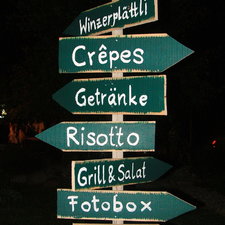 Winzerplättli
Crêpes
Getränke
Risotto
Grill & Salat
Fotobox